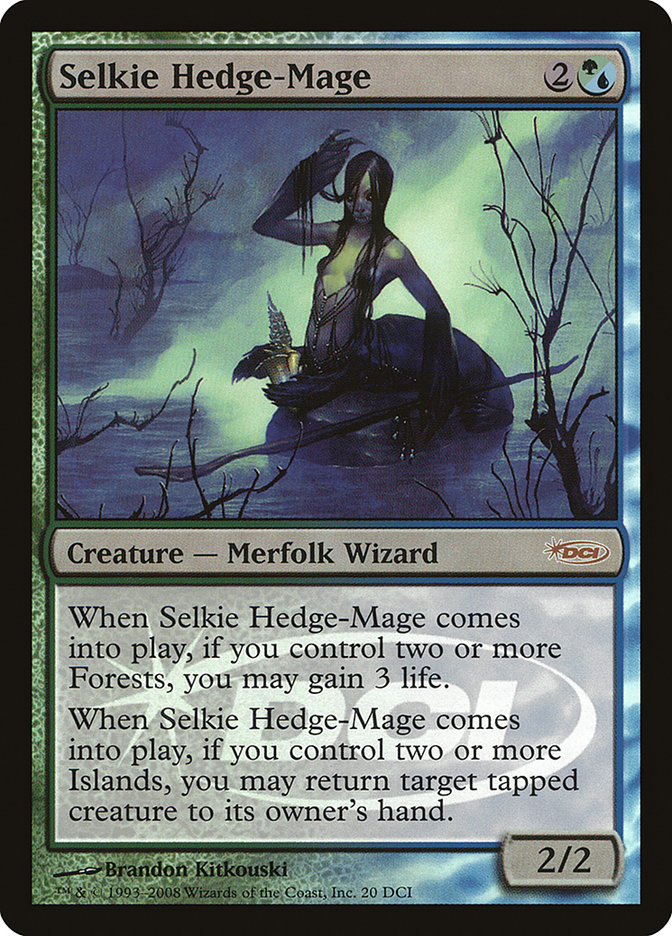 Selkie Hedge-Mage 2
Creature — Merfolk Wizard DCI
When Selkie Hedge-Mage comes
into play, if you control two or more
Forests, you may gain 3 life.
When Selkie Hedge-Mage comes
into play, if you control two or more
Islands, you may return target tapped
creature to its owner's hand.
DCI
2/2
Brandon Kitkouski
™ & © 1993–2008 Wizards of the Coast, Inc. 20 DCI